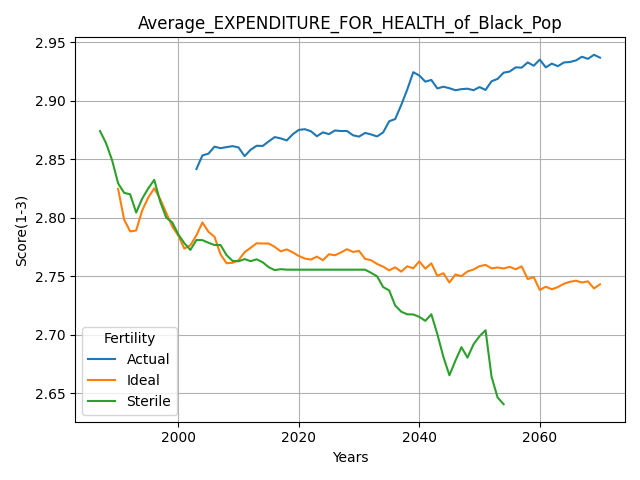 Average_EXPENDITURE_FOR_HEALTH_of_Black_Pop
2.95
2.90
2.85
2.80
2.75
2.70
2.65
Score(1-3)
Fertility
Actual
Ideal
Sterile
2000
2020
2040
2060
Years